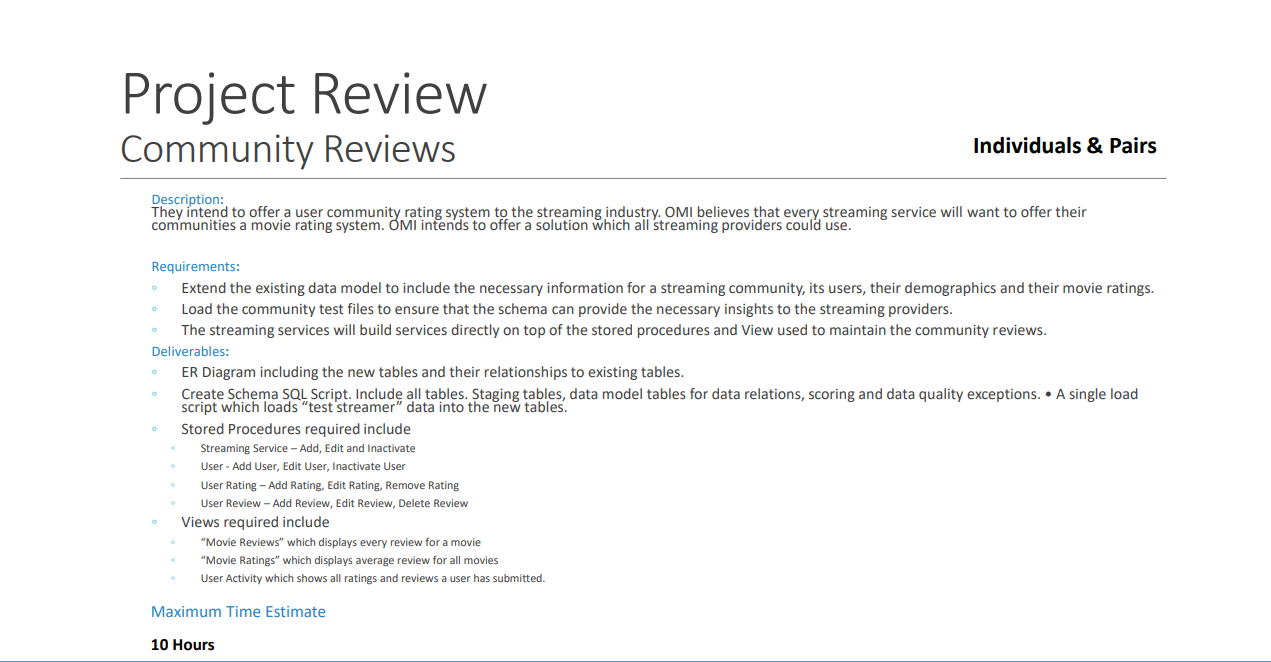 Project Review
Community Reviews
Individuals & Pairs
Description:
They intend to offer a user community rating system to the streaming industry. OMI believes that every streaming service will want to offer their
communities a movie rating system. OMI intends to offer a solution which all streaming providers could use.
Requirements:
◦ Extend the existing data model to include the necessary information for a streaming community, its users, their demographics and their movie ratings.
◦ Load the community test files to ensure that the schema can provide the necessary insights to the streaming providers.
◦ The streaming services will build services directly on top of the stored procedures and View used to maintain the community reviews.
Deliverables:
◦ ER Diagram including the new tables and their relationships to existing tables.
◦ Create Schema SQL Script. Include all tables. Staging tables, data model tables for data relations, scoring and data quality exceptions. • A single load
script which loads “test streamer” data into the new tables.
◦ Stored Procedures required include
◦ Streaming Service – Add, Edit and Inactivate
◦ User - Add User, Edit User, Inactivate User
◦ User Rating – Add Rating, Edit Rating, Remove Rating
◦ User Review – Add Review, Edit Review, Delete Review
◦ Views required include
◦ “Movie Reviews” which displays every review for a movie
◦ “Movie Ratings” which displays average review for all movies
◦ User Activity which shows all ratings and reviews a user has submitted.
Maximum Time Estimate
10 Hours